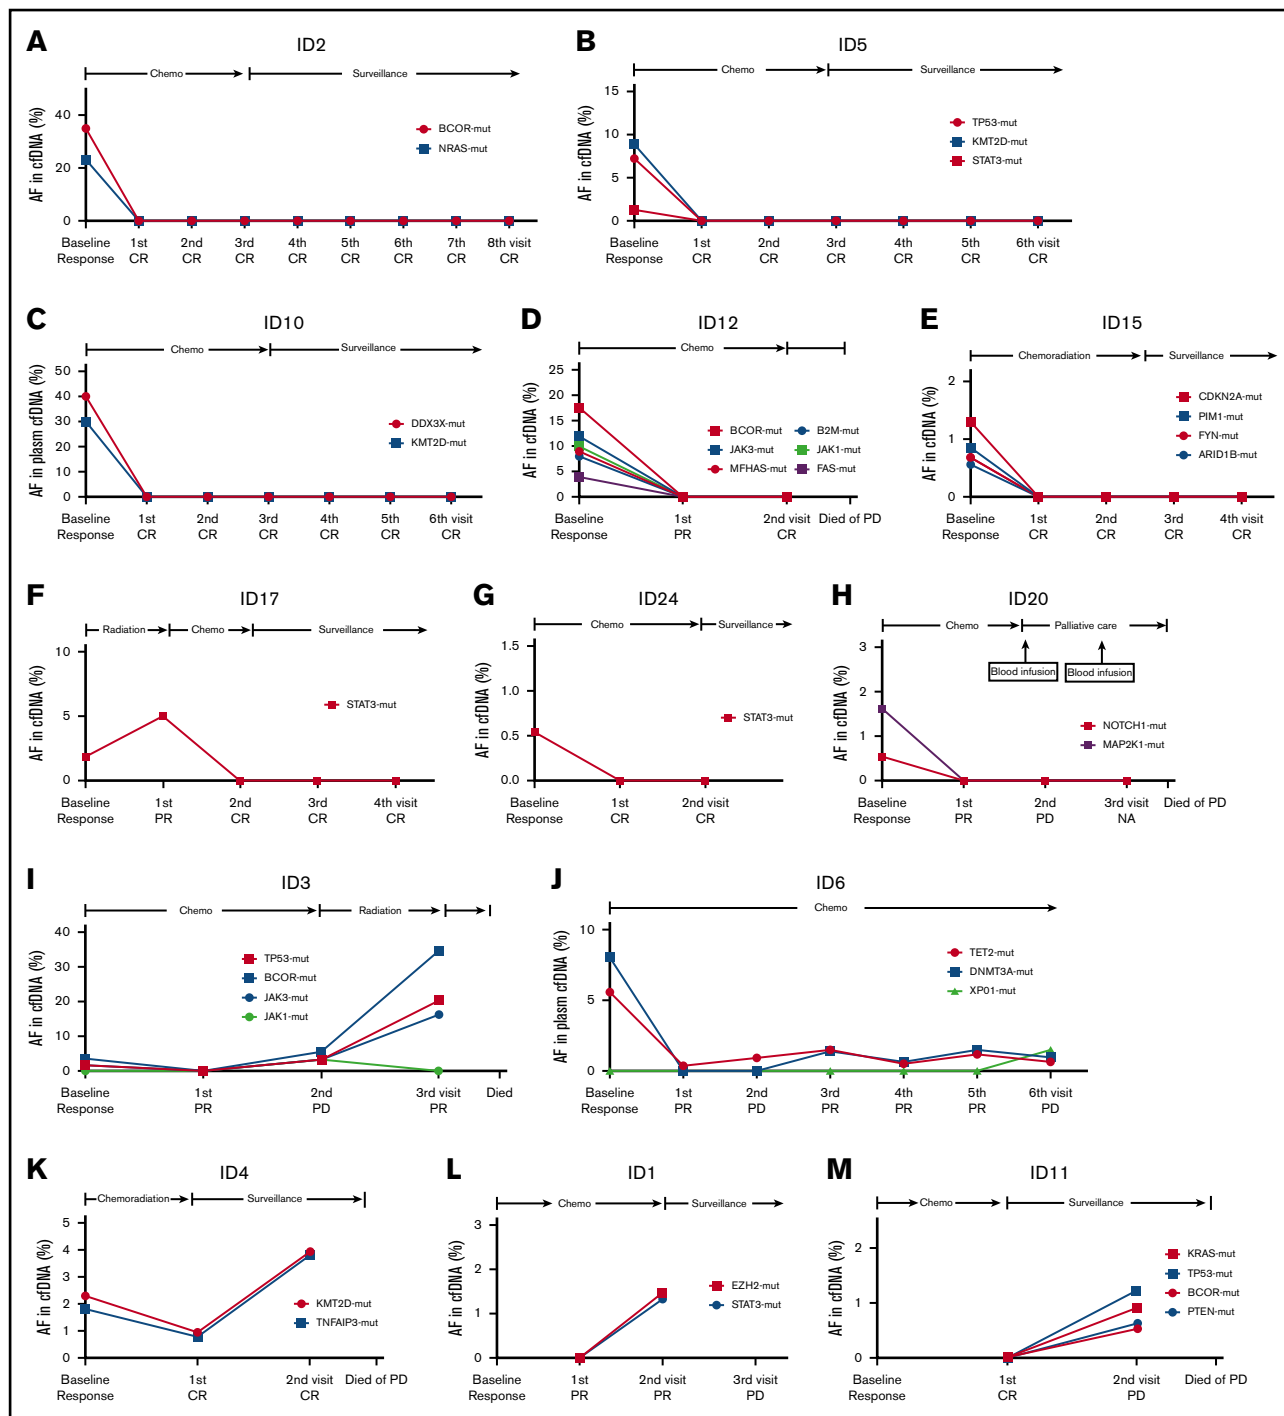 A
ID2
Chemo
Surveillance
AF in cfDNA (%)
40
20
0
BCOR-mut
NRAS-mut
Baseline 1st 2nd 3rd 4th 5th 6th 7th 8th visit
Response CR CR CR CR CR CR CR CR
B
ID5
Chemo
Surveillance
AF in cfDNA (%)
15
10
5
0
TP53-mut
KMT2D-mut
STAT3-mut
Baseline 1st 2nd 3rd 4th 5th 6th visit
Response CR CR CR CR CR CR
C
ID10
Chemo
Surveillance
AF in plasm cfDNA (%)
50
40
30
20
10
0
DDX3X-mut
KMT2D-mut
Baseline 1st 2nd 3rd 4th 5th 6th visit
Response CR CR CR CR CR CR
D
ID12
Chemo
AF in cfDNA (%)
25
20
15
10
5
0
BCOR-mut B2M-mut
JAK3-mut JAK1-mut
MFHAS-mut FAS-mut
Baseline 1st 2nd visit Died of PD
Response PR CR
E
ID15
Chemoradiation
Surveillance
AF in cfDNA (%)
2
1
0
CDKN2A-mut
PIM1-mut
FYN-mut
ARID1B-mut
Baseline 1st 2nd 3rd 4th visit
Response CR CR CR CR
F
ID17
Radiation
Chemo
Surveillance
AF in cfDNA (%)
10
5
0
STAT3-mut
Baseline 1st 2nd 3rd 4th visit
Response PR CR CR CR
G
ID24
Chemo
Surveillance
AF in cfDNA (%)
1.5
1.0
0.5
0.0
STAT3-mut
Baseline 1st 2nd visit
Response CR CR
H
ID20
Chemo
Palliative care
Blood infusion
Blood infusion
AF in cfDNA (%)
3
2
1
0
NOTCH1-mut
MAP2K1-mut
Baseline 1st 2nd 3rd visit Died of PD
Response PR PD NA
I
ID3
Chemo
Radiation
AF in cfDNA (%)
40
30
20
10
0
TP53-mut
BCOR-mut
JAK3-mut
JAK1-mut
Baseline 1st 2nd 3rd visit Died
Response PR PD PR
J
ID6
Chemo
AF in plasm cfDNA (%)
10
5
0
TET2-mut
DNMT3A-mut
XP01-mut
Baseline 1st 2nd 3rd 4th 5th 6th visit
Response PR PD PR PR PR PD
K
ID4
Chemoradiation
Surveillance
AF in cfDNA (%)
5
4
3
2
1
0
KMT2D-mut
TNFAIP3-mut
Baseline 1st 2nd visit Died of PD
Response CR CR
L
ID1
Chemo
Surveillance
AF in cfDNA (%)
3
2
1
0
EZH2-mut
STAT3-mut
Baseline 1st 2nd visit 3rd visit
Response PR PR PD
M
ID11
Chemo
Surveillance
AF in cfDNA (%)
2
1
0
KRAS-mut
TP53-mut
BCOR-mut
PTEN-mut
Baseline 1st 2nd visit Died of PD
Response CR PD